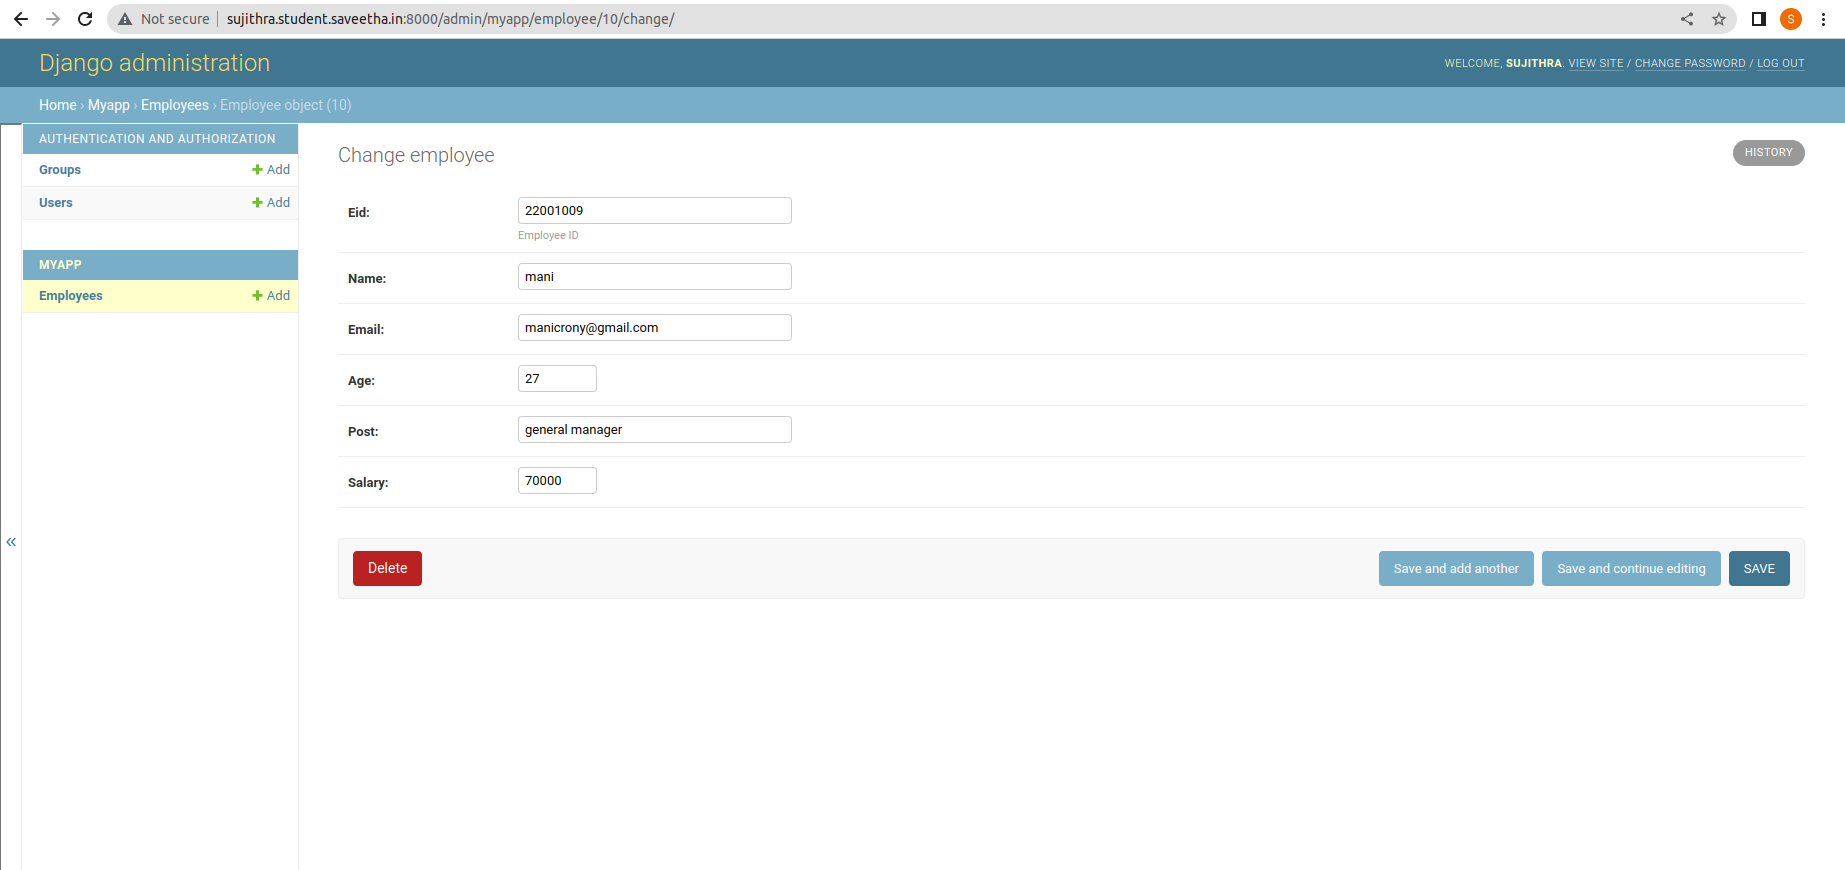 Not secure | sujithra.student.saveetha.in:8000/admin/myapp/employee/10/change/
S
Django administration
WELCOME, SUJITHRA. VIEW SITE / CHANGE PASSWORD / LOG OUT
Home › Myapp › Employees › Employee object (10)
AUTHENTICATION AND AUTHORIZATION
Groups + Add
Users + Add
MYAPP
Employees + Add
«
Change employee
HISTORY
Eid: 22001009
Employee ID
Name: mani
Email: manicrony@gmail.com
Age: 27
Post: general manager
Salary: 70000
Delete Save and add another Save and continue editing SAVE